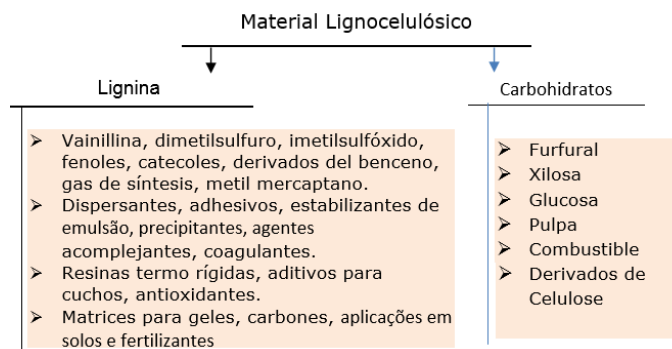 Material Lignocelulósico
Lignina
Vainillina, dimetilsulfuro, imetilsulfóxido,
fenoles, catecoles, derivados del benceno,
gas de síntesis, metil mercaptano.
Dispersantes, adhesivos, estabilizantes de
emulsão, precipitantes, agentes
acomplejantes, coagulantes.
Resinas termo rígidas, aditivos para
cuchos, antioxidantes.
Matrices para geles, carbones, aplicações em
solos e fertilizantes
Carbohidratos
Furfural
Xilosa
Glucosa
Pulpa
Combustible
Derivados de
Celulose